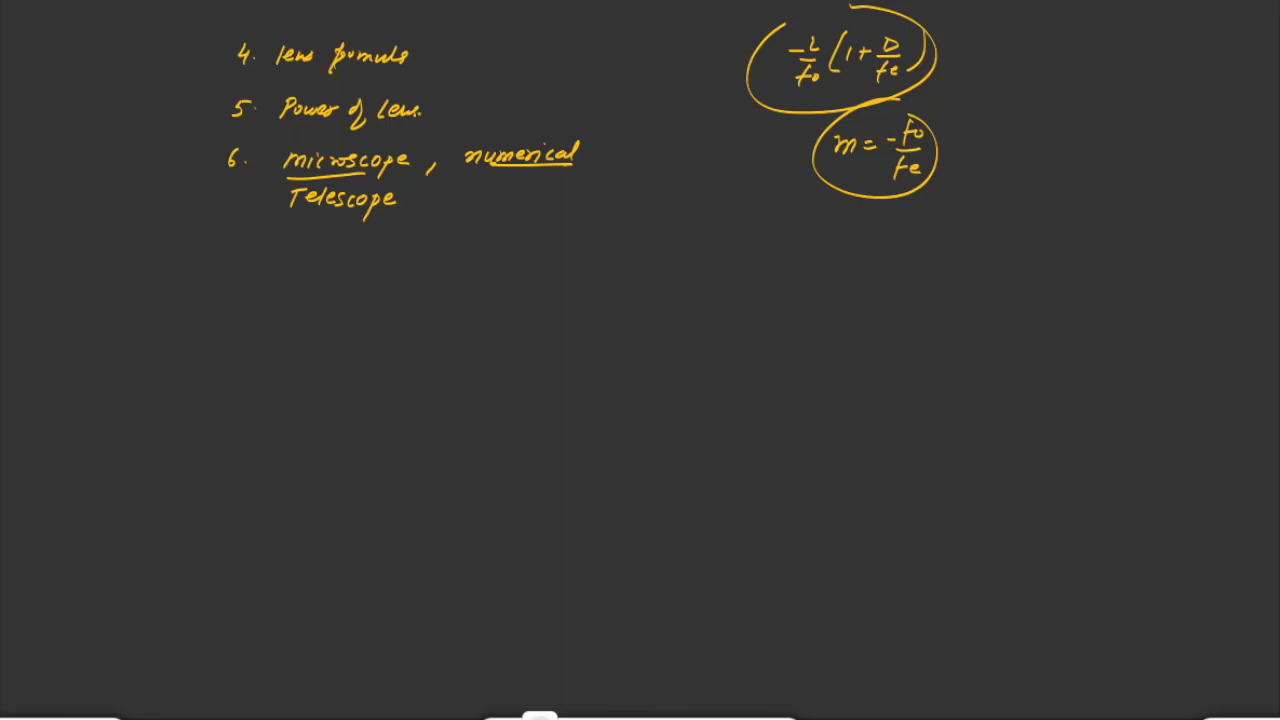 4. lens formula
5. Power of lens.
6. microscope, numerical
Telescope
-L/fo (1 + D/fe)
m = -fo/fe